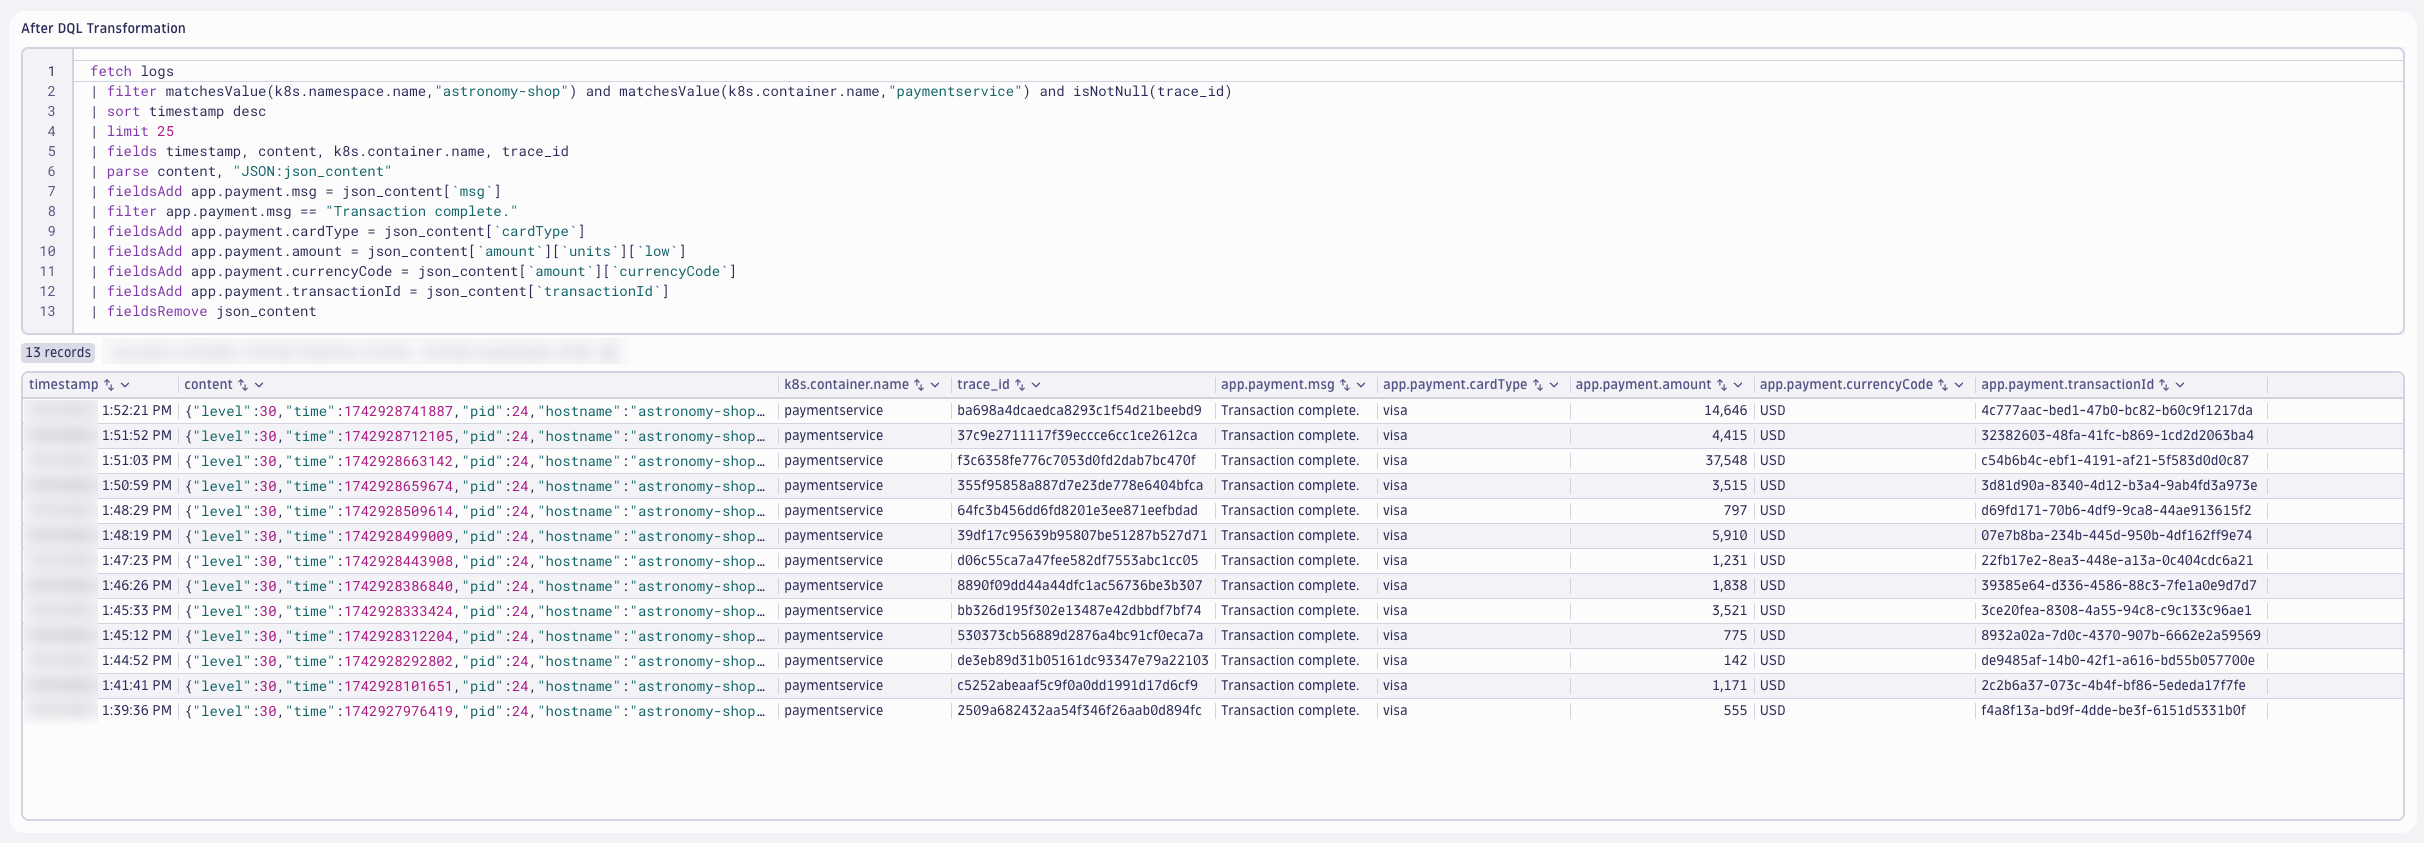 After DQL Transformation
1 fetch logs
2 | filter matchesValue(k8s.namespace.name,"astronomy-shop") and matchesValue(k8s.container.name,"paymentservice") and isNotNull(trace_id)
3 | sort timestamp desc
4 | limit 25
5 | fields timestamp, content, k8s.container.name, trace_id
6 | parse content, "JSON:json_content"
7 | fieldsAdd app.payment.msg = json_content[`msg`]
8 | filter app.payment.msg == "Transaction complete."
9 | fieldsAdd app.payment.cardType = json_content[`cardType`]
10 | fieldsAdd app.payment.amount = json_content[`amount`][`units`][`low`]
11 | fieldsAdd app.payment.currencyCode = json_content[`amount`][`currencyCode`]
12 | fieldsAdd app.payment.transactionId = json_content[`transactionId`]
13 | fieldsRemove json_content
13 records
timestamp content k8s.container.name trace_id app.payment.msg app.payment.cardType app.payment.amount app.payment.currencyCode app.payment.transactionId
1:52:21 PM {"level":30,"time":1742928741887,"pid":24,"hostname":"astronomy-shop… paymentservice ba698a4dcaedca8293c1f54d21beebd9 Transaction complete. visa 14,646 USD 4c777aac-bed1-47b0-bc82-b60c9f1217da
1:51:52 PM {"level":30,"time":1742928712105,"pid":24,"hostname":"astronomy-shop… paymentservice 37c9e2711117f39eccce6cc1ce2612ca Transaction complete. visa 4,415 USD 32382603-48fa-41fc-b869-1cd2d2063ba4
1:51:03 PM {"level":30,"time":1742928663142,"pid":24,"hostname":"astronomy-shop… paymentservice f3c6358fe776c7053d0fd2dab7bc470f Transaction complete. visa 37,548 USD c54b6b4c-ebf1-4191-af21-5f583d0d0c87
1:50:59 PM {"level":30,"time":1742928659674,"pid":24,"hostname":"astronomy-shop… paymentservice 355f95858a887d7e23de778e6404bfca Transaction complete. visa 3,515 USD 3d81d90a-8340-4d12-b3a4-9ab4fd3a973e
1:48:29 PM {"level":30,"time":1742928509614,"pid":24,"hostname":"astronomy-shop… paymentservice 64fc3b456dd6fd8201e3ee871eefbdad Transaction complete. visa 797 USD d69fd171-70b6-4df9-9ca8-44ae913615f2
1:48:19 PM {"level":30,"time":1742928499009,"pid":24,"hostname":"astronomy-shop… paymentservice 39df17c95639b95807be51287b527d71 Transaction complete. visa 5,910 USD 07e7b8ba-234b-445d-950b-4df162ff9e74
1:47:23 PM {"level":30,"time":1742928443908,"pid":24,"hostname":"astronomy-shop… paymentservice d06c55ca7a47fee582df7553abc1cc05 Transaction complete. visa 1,231 USD 22fb17e2-8ea3-448e-a13a-0c404cdc6a21
1:46:26 PM {"level":30,"time":1742928386840,"pid":24,"hostname":"astronomy-shop… paymentservice 8890f09dd44a44dfc1ac56736be3b307 Transaction complete. visa 1,838 USD 39385e64-d336-4586-88c3-7fe1a0e9d7d7
1:45:33 PM {"level":30,"time":1742928333424,"pid":24,"hostname":"astronomy-shop… paymentservice bb326d195f302e13487e42dbbdf7bf74 Transaction complete. visa 3,521 USD 3ce20fea-8308-4a55-94c8-c9c133c96ae1
1:45:12 PM {"level":30,"time":1742928312204,"pid":24,"hostname":"astronomy-shop… paymentservice 530373cb56889d2876a4bc91cf0eca7a Transaction complete. visa 775 USD 8932a02a-7d0c-4370-907b-6662e2a59569
1:44:52 PM {"level":30,"time":1742928292802,"pid":24,"hostname":"astronomy-shop… paymentservice de3eb89d31b05161dc93347e79a22103 Transaction complete. visa 142 USD de9485af-14b0-42f1-a616-bd55b057700e
1:41:41 PM {"level":30,"time":1742928101651,"pid":24,"hostname":"astronomy-shop… paymentservice c5252abeaaf5c9f0a0dd1991d17d6cf9 Transaction complete. visa 1,171 USD 2c2b6a37-073c-4b4f-bf86-5ededa17f7fe
1:39:36 PM {"level":30,"time":1742927976419,"pid":24,"hostname":"astronomy-shop… paymentservice 2509a682432aa54f346f26aab0d894fc Transaction complete. visa 555 USD f4a8f13a-bd9f-4dde-be3f-6151d5331b0f